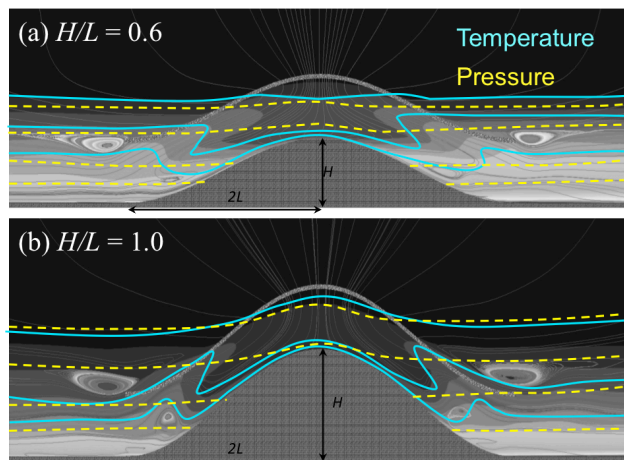 (a) H/L = 0.6
Temperature
Pressure
H
2L
(b) H/L = 1.0
H
2L